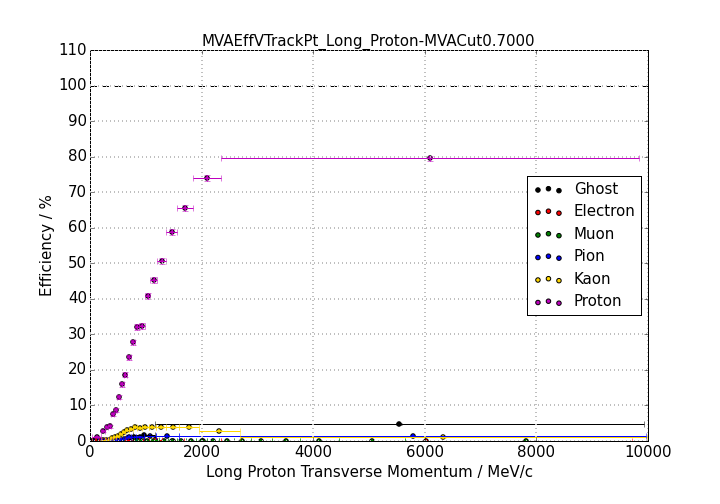 MVAEffVTrackPt_Long_Proton-MVACut0.7000
110
100
90
80
70
60
50
40
30
20
10
0
Efficiency / %
Ghost
Electron
Muon
Pion
Kaon
Proton
0 2000 4000 6000 8000 10000
Long Proton Transverse Momentum / MeV/c